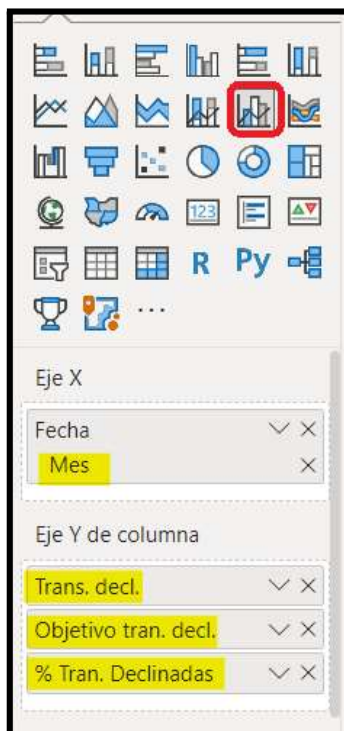 123
R Py
...
Eje X
Fecha
Mes
Eje Y de columna
Trans. decl.
Objetivo tran. decl.
% Tran. Declinadas